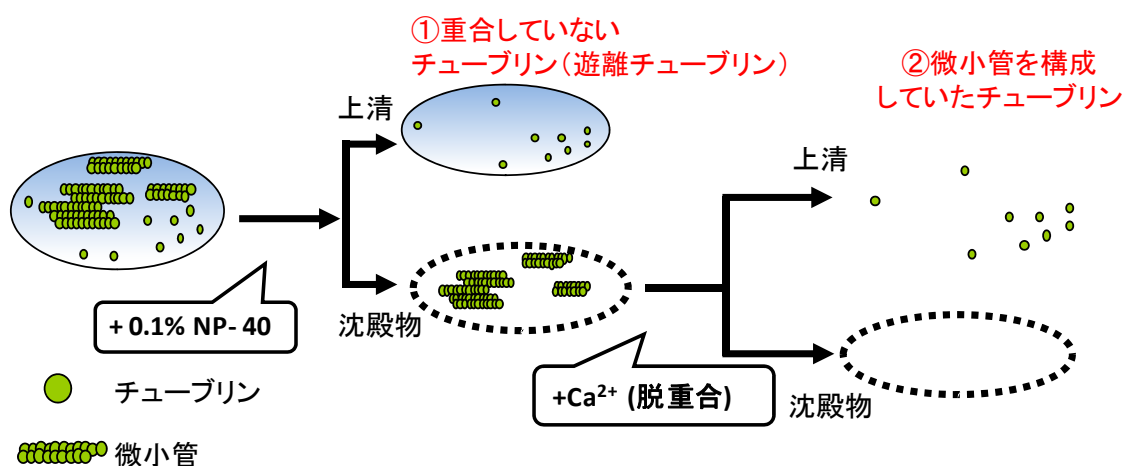 ①重合していない
チューブリン（遊離チューブリン）
②微小管を構成
していたチューブリン
上清
上清
+ 0.1% NP- 40
沈殿物
+Ca²⁺ (脱重合)
沈殿物
チューブリン
微小管